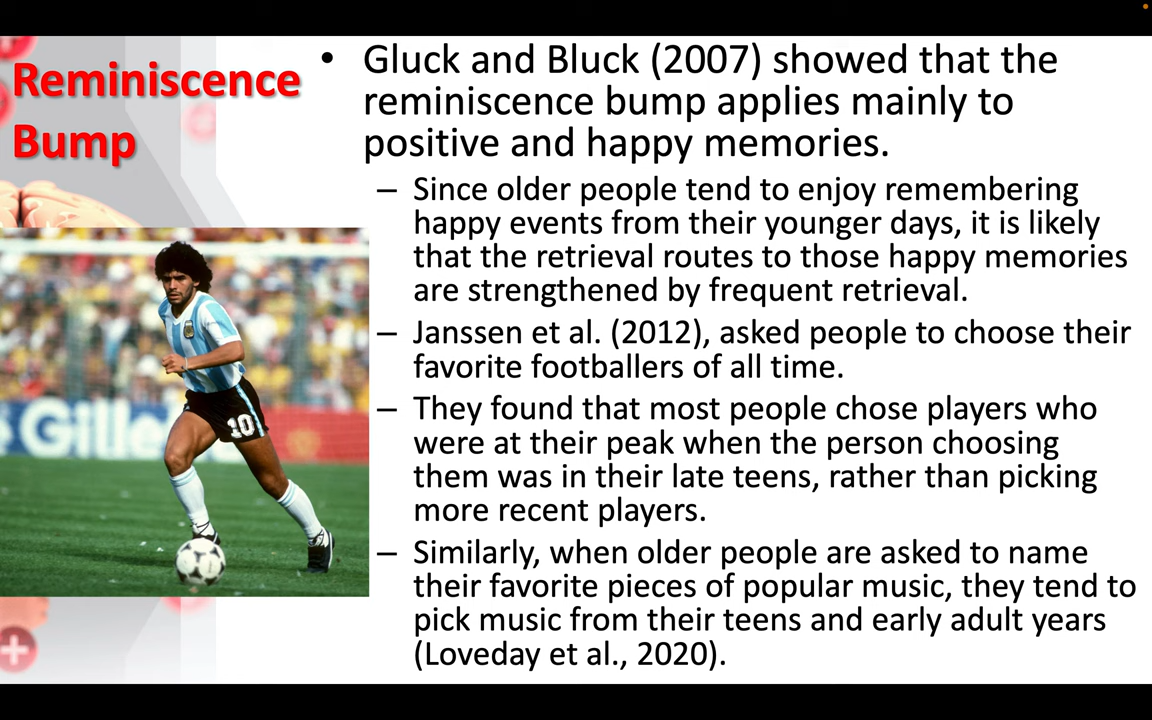 Reminiscence
Bump
• Gluck and Bluck (2007) showed that the
reminiscence bump applies mainly to
positive and happy memories.
– Since older people tend to enjoy remembering
happy events from their younger days, it is likely
that the retrieval routes to those happy memories
are strengthened by frequent retrieval.
– Janssen et al. (2012), asked people to choose their
favorite footballers of all time.
– They found that most people chose players who
were at their peak when the person choosing
them was in their late teens, rather than picking
more recent players.
– Similarly, when older people are asked to name
their favorite pieces of popular music, they tend to
pick music from their teens and early adult years
(Loveday et al., 2020).
10